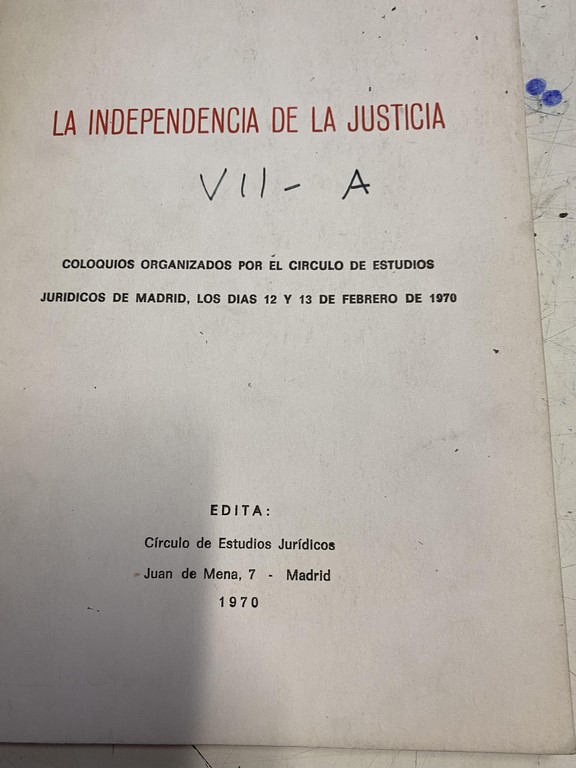 LA INDEPENDENCIA DE LA JUSTICIA
VII - A
COLOQUIOS ORGANIZADOS POR EL CIRCULO DE ESTUDIOS
JURIDICOS DE MADRID, LOS DIAS 12 Y 13 DE FEBRERO DE 1970
EDITA:
Círculo de Estudios Jurídicos
Juan de Mena, 7 - Madrid
1970